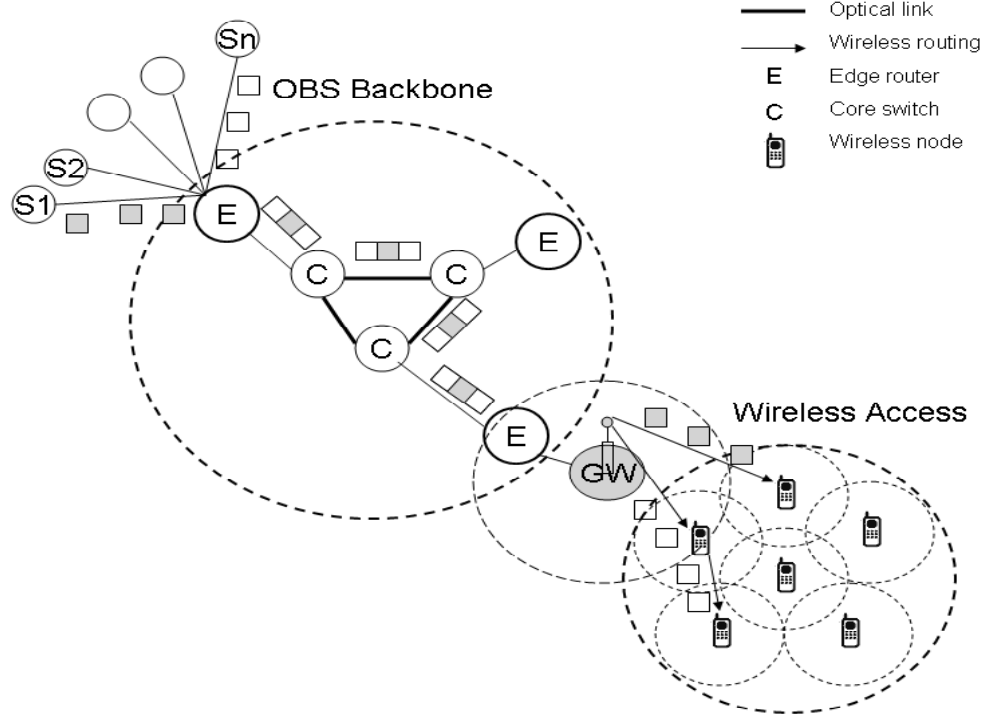 Optical link
Wireless routing
E Edge router
C Core switch
Wireless node
Sn
OBS Backbone
S2
S1
E
E
C
C
C
E
GW
Wireless Access